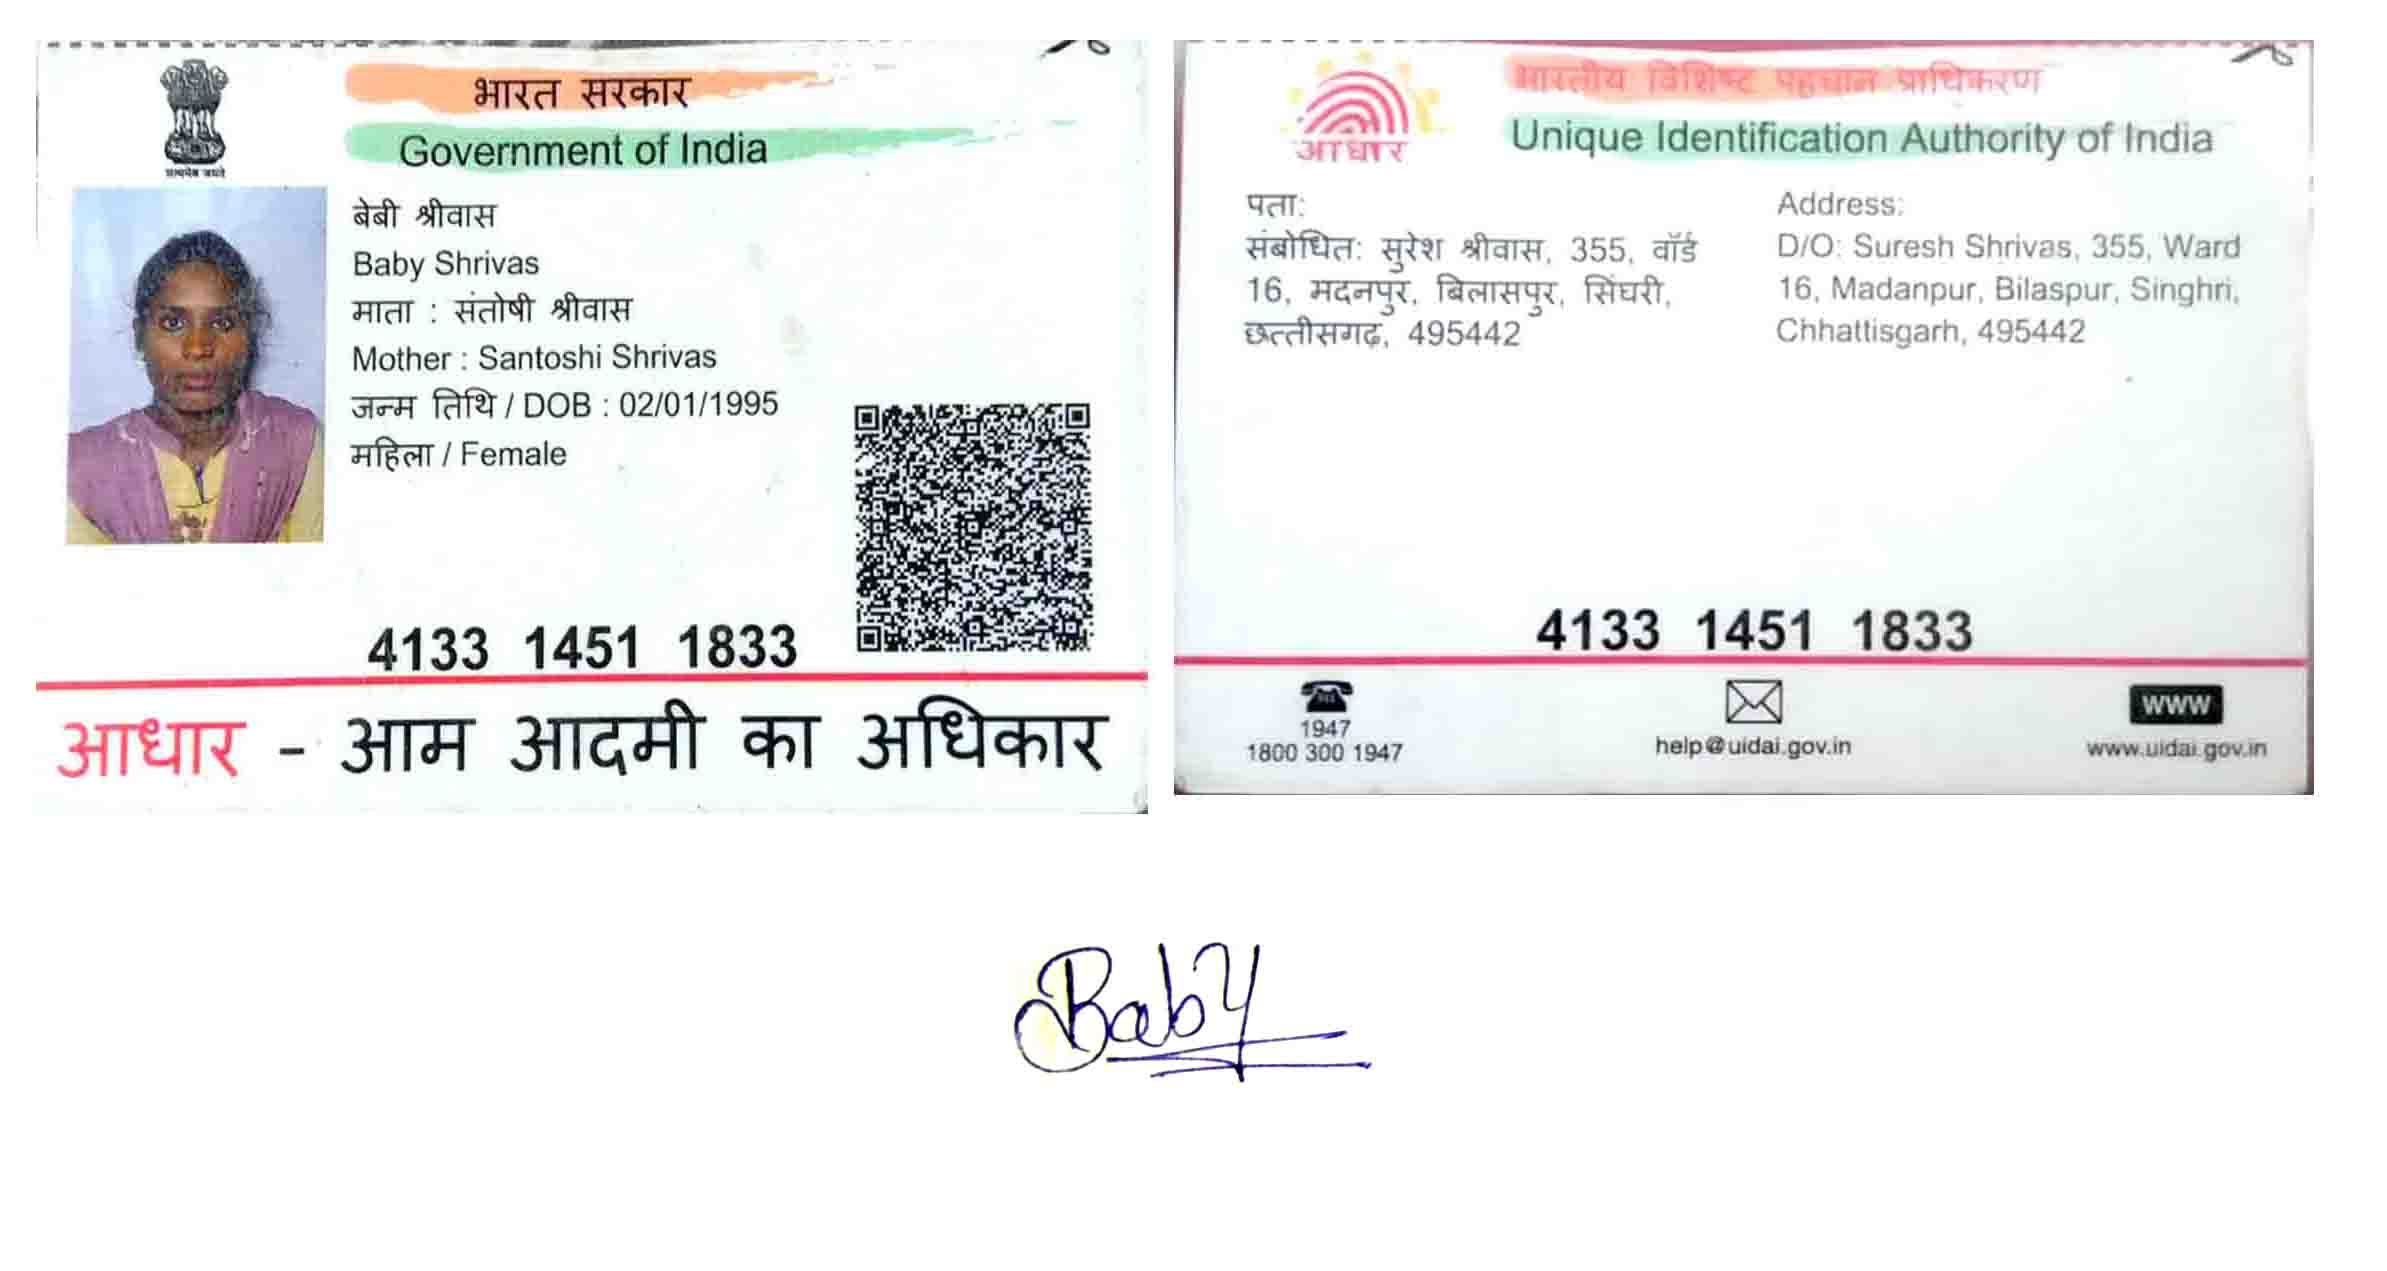 भारत सरकार
Government of India
सत्यमेव जयते
बेबी श्रीवास
Baby Shrivas
माता : संतोषी श्रीवास
Mother : Santoshi Shrivas
जन्म तिथि / DOB : 02/01/1995
महिला / Female
4133 1451 1833
आधार - आम आदमी का अधिकार
भारतीय विशिष्ट पहचान प्राधिकरण
Unique Identification Authority of India
आधार
पता:
संबोधित: सुरेश श्रीवास, 355, वॉर्ड
16, मदनपुर, बिलासपुर, सिंघरी,
छत्तीसगढ़, 495442
Address:
D/O: Suresh Shrivas, 355, Ward
16, Madanpur, Bilaspur, Singhri,
Chhattisgarh, 495442
4133 1451 1833
1947
1800 300 1947
help@uidai.gov.in
www
www.uidai.gov.in
Baby